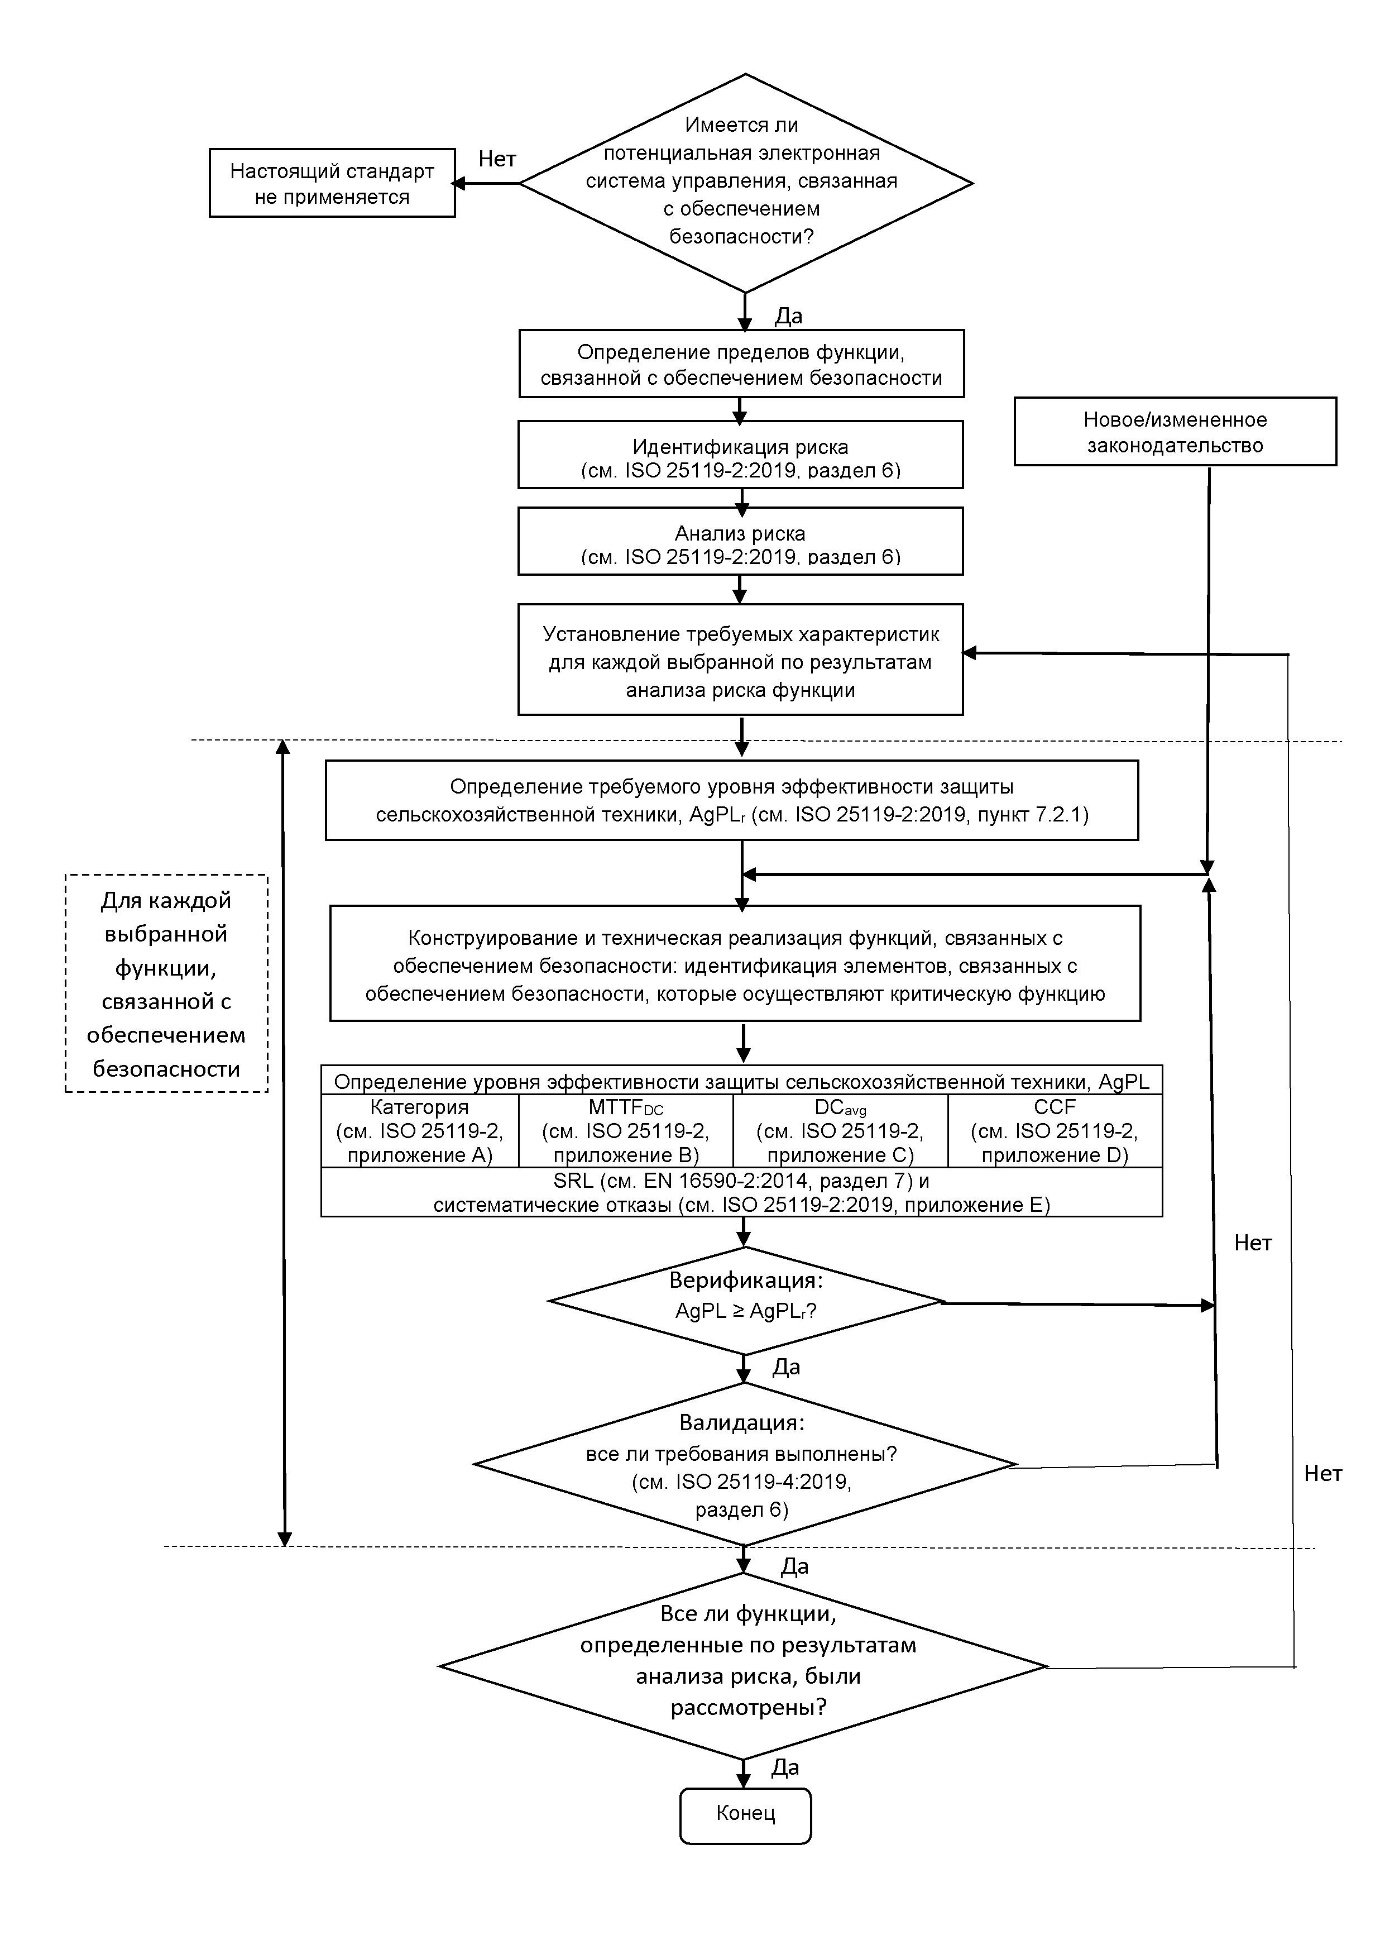 Имеется ли
потенциальная электронная
система управления, связанная
с обеспечением
безопасности?
Нет
Настоящий стандарт
не применяется
Да
Определение пределов функции,
связанной с обеспечением безопасности
Новое/измененное
законодательство
Идентификация риска
(см. ISO 25119-2:2019, раздел 6)
Анализ риска
(см. ISO 25119-2:2019, раздел 6)
Установление требуемых характеристик
для каждой выбранной по результатам
анализа риска функции
Определение требуемого уровня эффективности защиты
сельскохозяйственной техники, AgPLr (см. ISO 25119-2:2019, пункт 7.2.1)
Для каждой
выбранной
функции,
связанной с
обеспечением
безопасности
Конструирование и техническая реализация функций, связанных с
обеспечением безопасности: идентификация элементов, связанных с
обеспечением безопасности, которые осуществляют критическую функцию
Определение уровня эффективности защиты сельскохозяйственной техники, AgPL
Категория
(см. ISO 25119-2,
приложение A)
MTTFDC
(см. ISO 25119-2,
приложение B)
DCavg
(см. ISO 25119-2,
приложение C)
CCF
(см. ISO 25119-2,
приложение D)
SRL (см. EN 16590-2:2014, раздел 7) и
систематические отказы (см. ISO 25119-2:2019, приложение E)
Нет
Верификация:
AgPL ≥ AgPLr?
Да
Валидация:
все ли требования выполнены?
(см. ISO 25119-4:2019,
раздел 6)
Нет
Да
Все ли функции,
определенные по результатам
анализа риска, были
рассмотрены?
Да
Конец